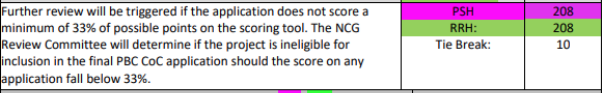 Further review will be triggered if the application does not score a
minimum of 33% of possible points on the scoring tool. The NCG
Review Committee will determine if the project is ineligible for
inclusion in the final PBC CoC application should the score on any
application fall below 33%.
PSH 208
RRH: 208
Tie Break: 10